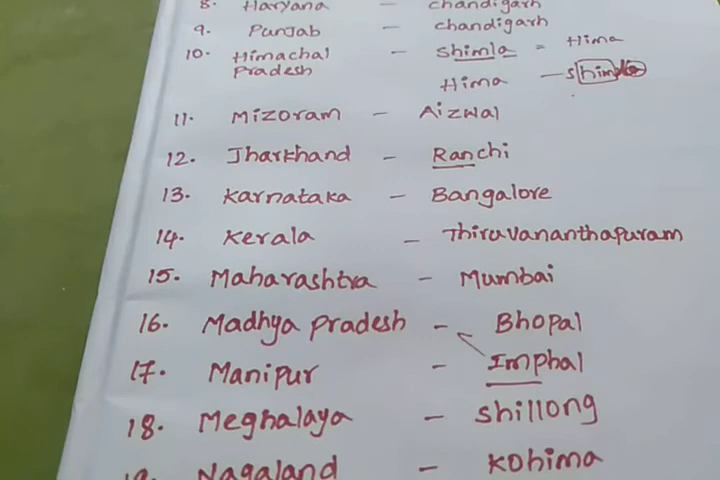 8. Haryana - chandigarh
9. Punjab - chandigarh
10. Himachal - shimla = Hima
Pradesh Hima - shimla
11. Mizoram - Aizwal
12. Jharkhand - Ranchi
13. Karnataka - Bangalore
14. Kerala - Thiruvananthapuram
15. Maharashtra - Mumbai
16. Madhya pradesh - Bhopal
17. Manipur - Imphal
18. Meghalaya - shillong
19. Nagaland - Kohima